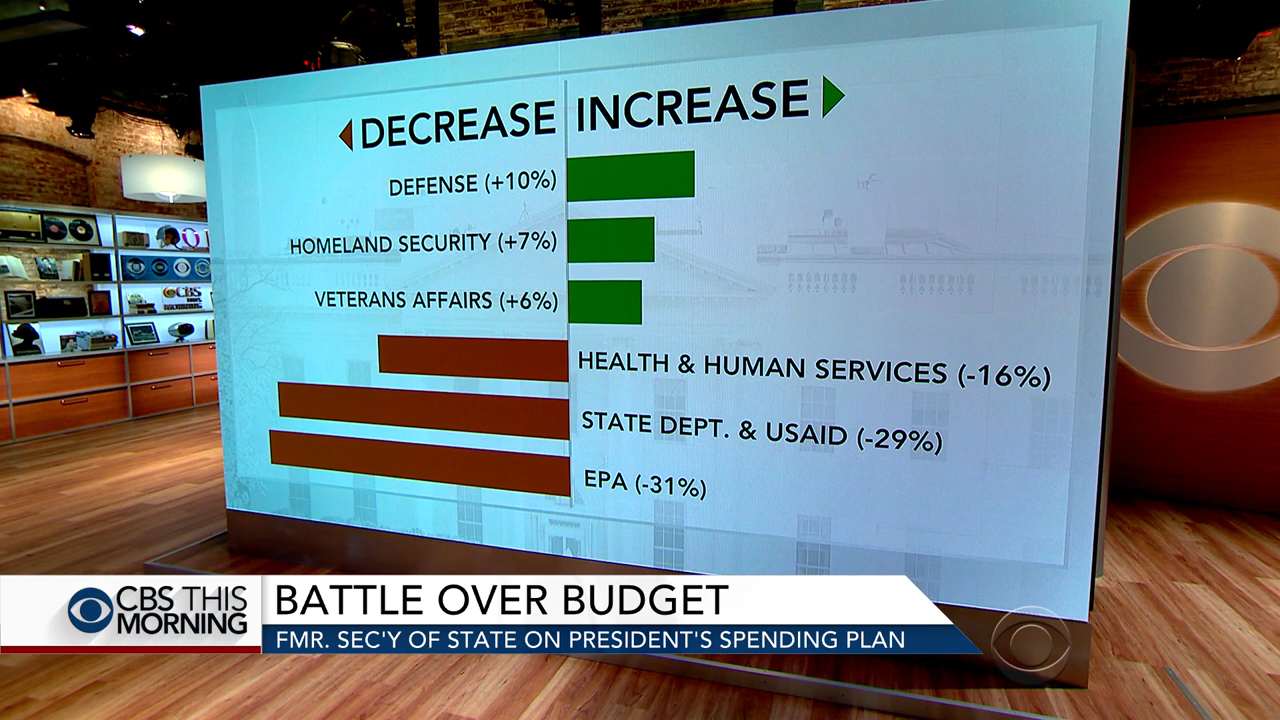 DECREASE INCREASE
DEFENSE (+10%)
HOMELAND SECURITY (+7%)
VETERANS AFFAIRS (+6%)
HEALTH & HUMAN SERVICES (-16%)
STATE DEPT. & USAID (-29%)
EPA (-31%)
CBS
CBS THIS
MORNING
BATTLE OVER BUDGET
FMR. SEC'Y OF STATE ON PRESIDENT'S SPENDING PLAN